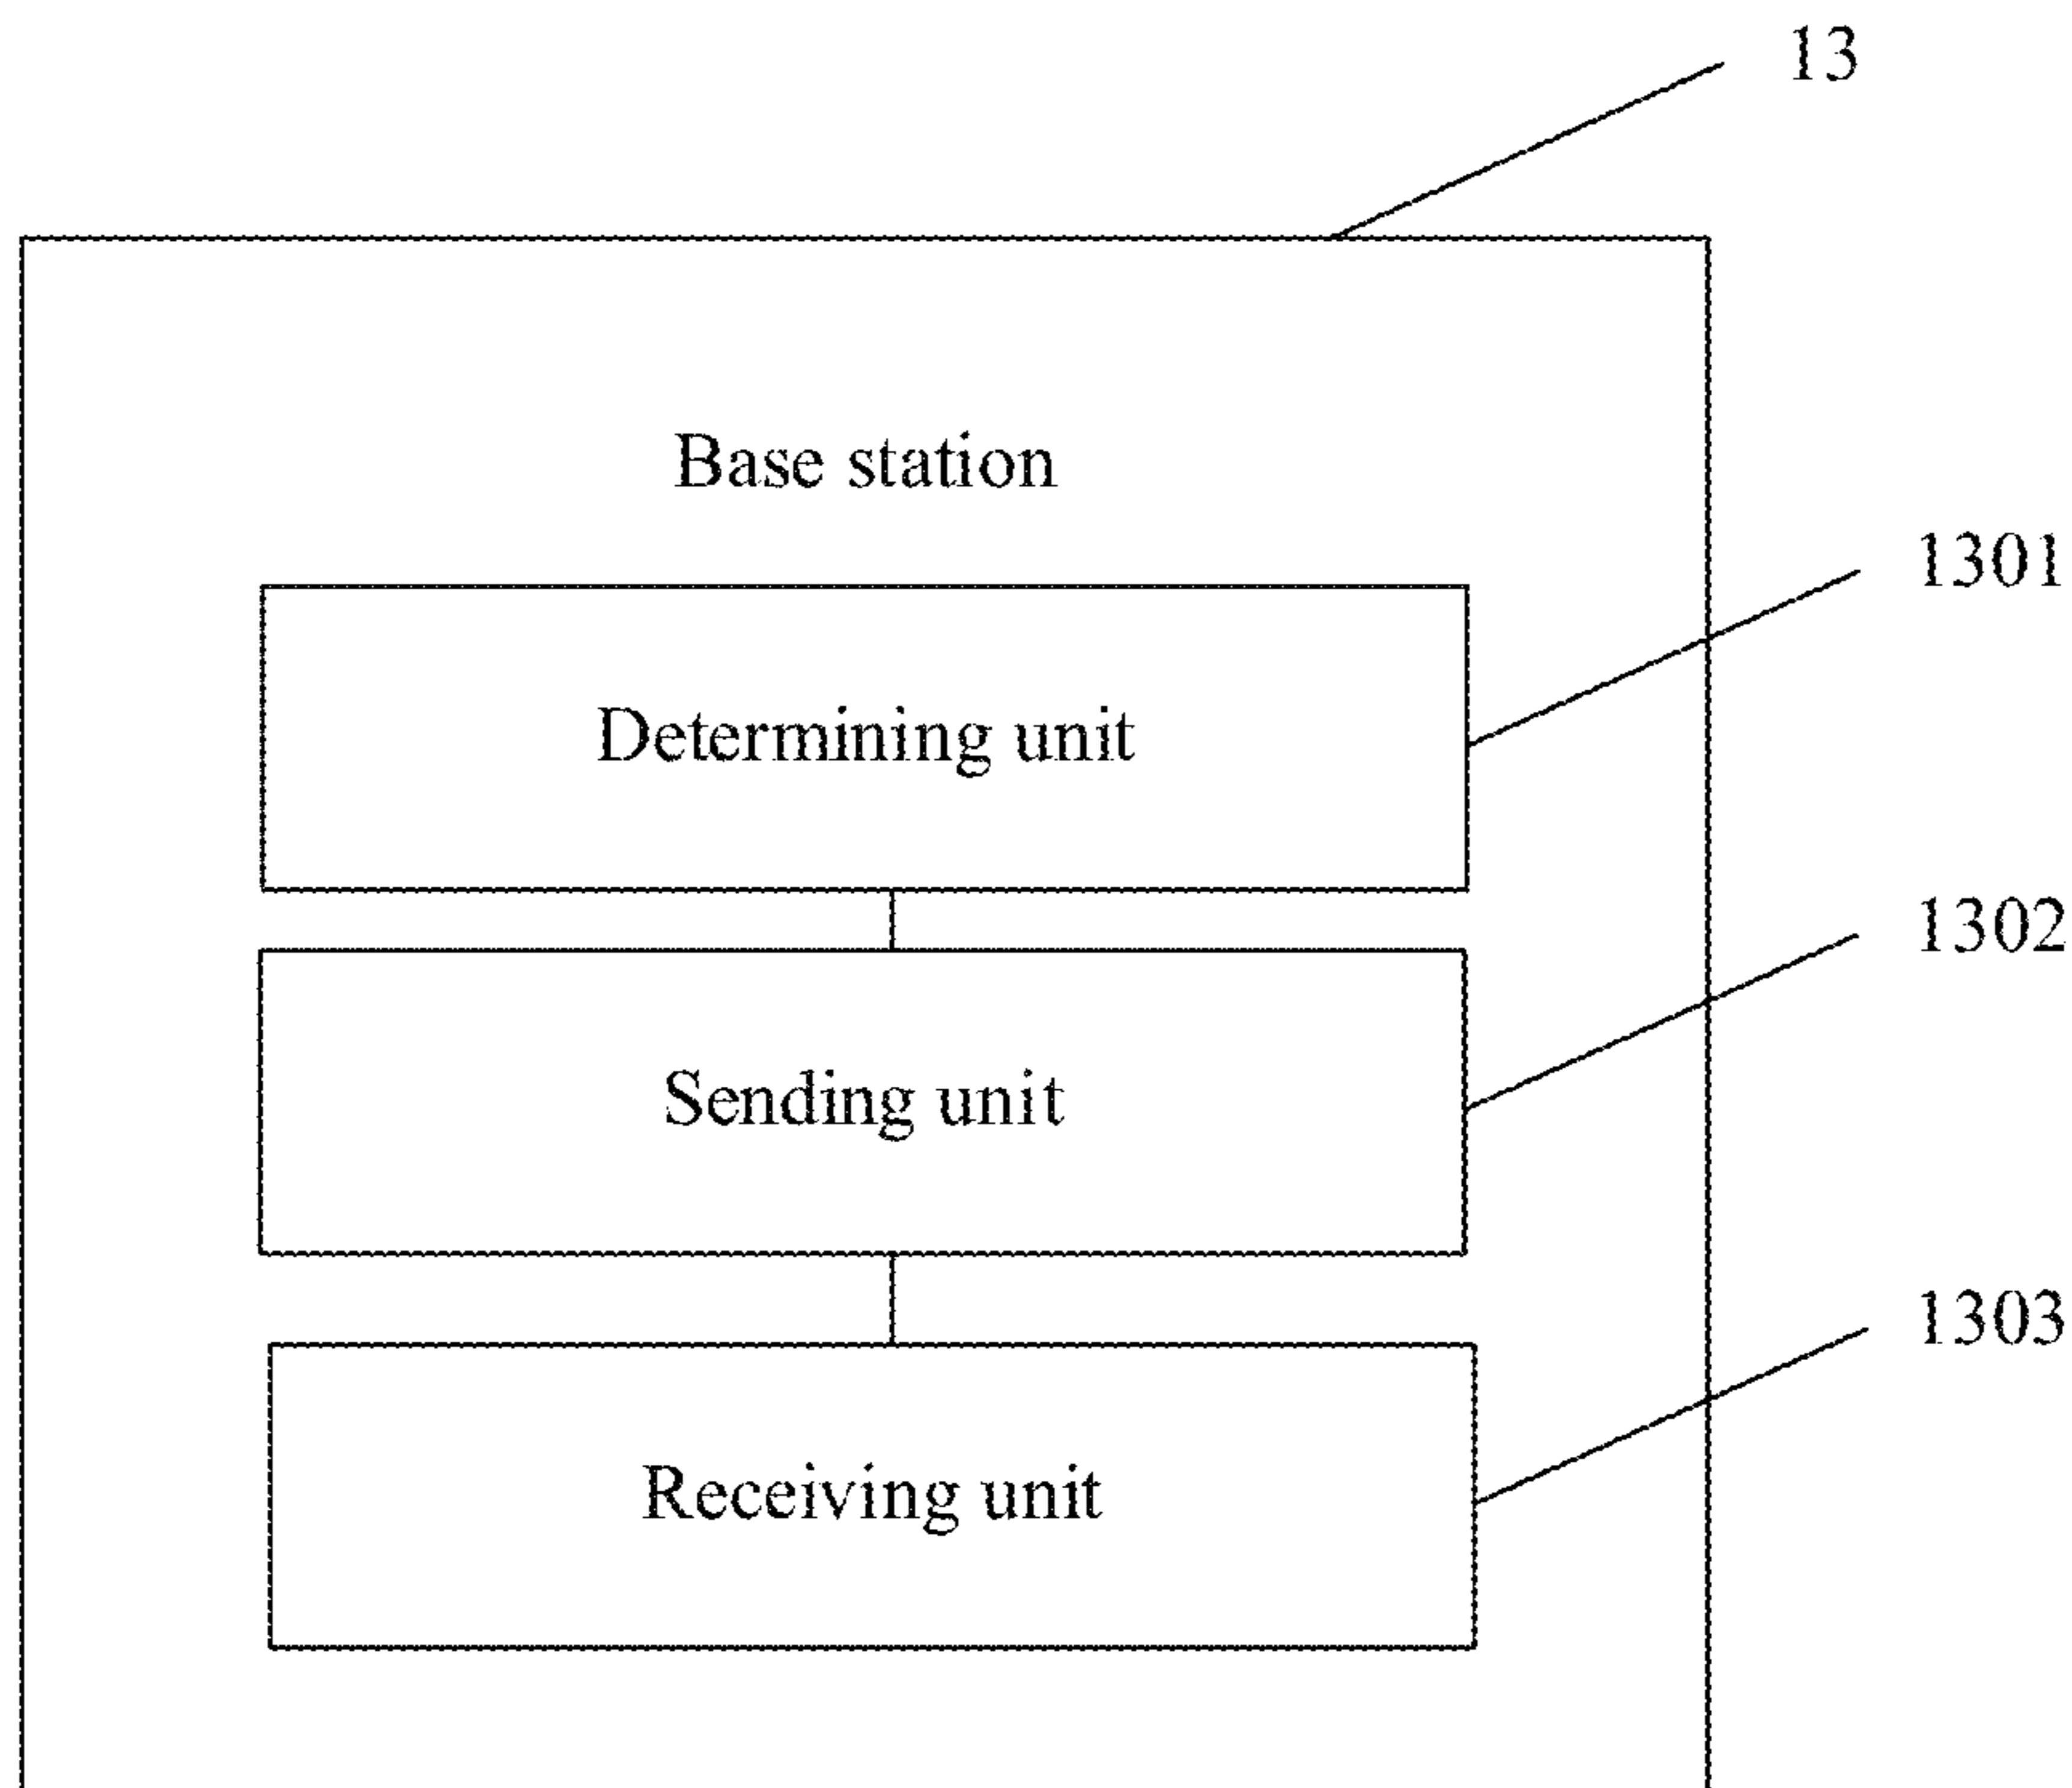 13
Base station
1301
Determining unit
1302
Sending unit
1303
Receiving unit